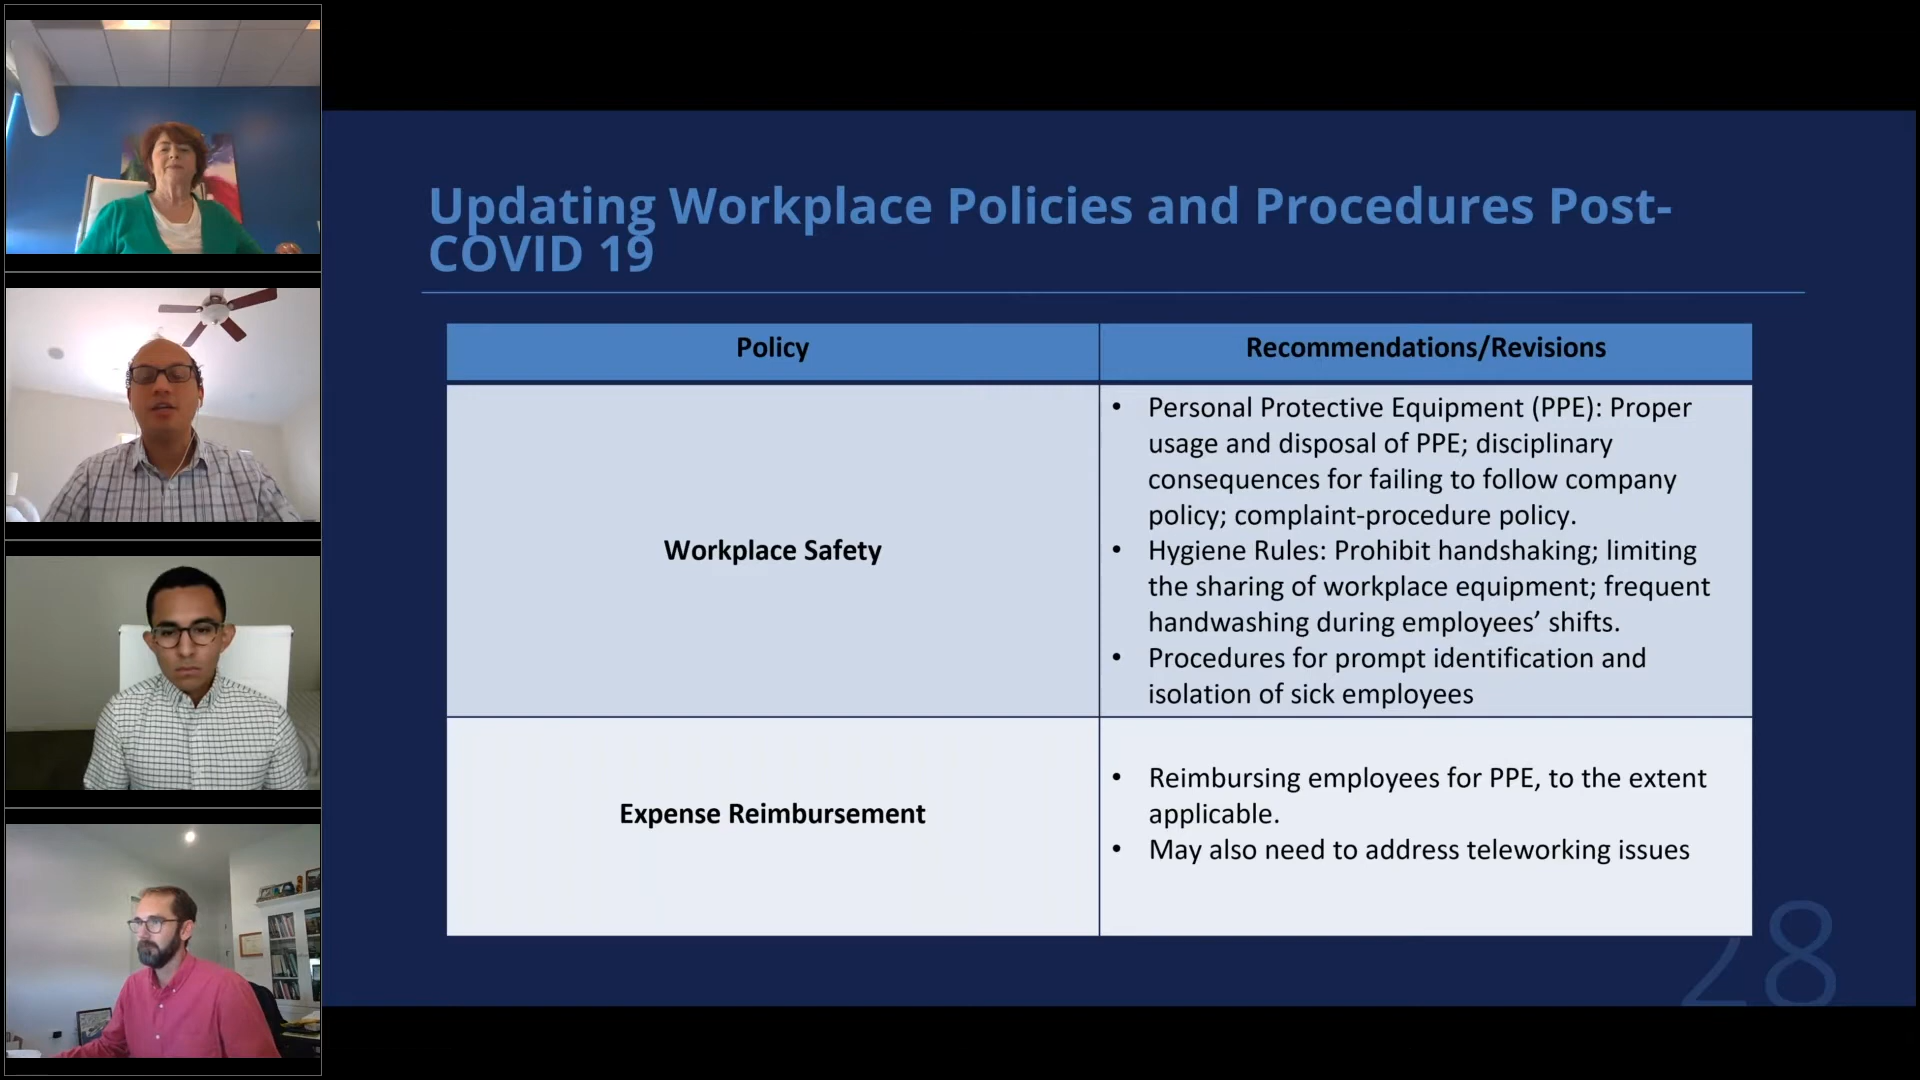 Updating Workplace Policies and Procedures Post-
COVID 19
Policy
Recommendations/Revisions
Workplace Safety
• Personal Protective Equipment (PPE): Proper
usage and disposal of PPE; disciplinary
consequences for failing to follow company
policy; complaint-procedure policy.
• Hygiene Rules: Prohibit handshaking; limiting
the sharing of workplace equipment; frequent
handwashing during employees’ shifts.
• Procedures for prompt identification and
isolation of sick employees
Expense Reimbursement
• Reimbursing employees for PPE, to the extent
applicable.
• May also need to address teleworking issues
28